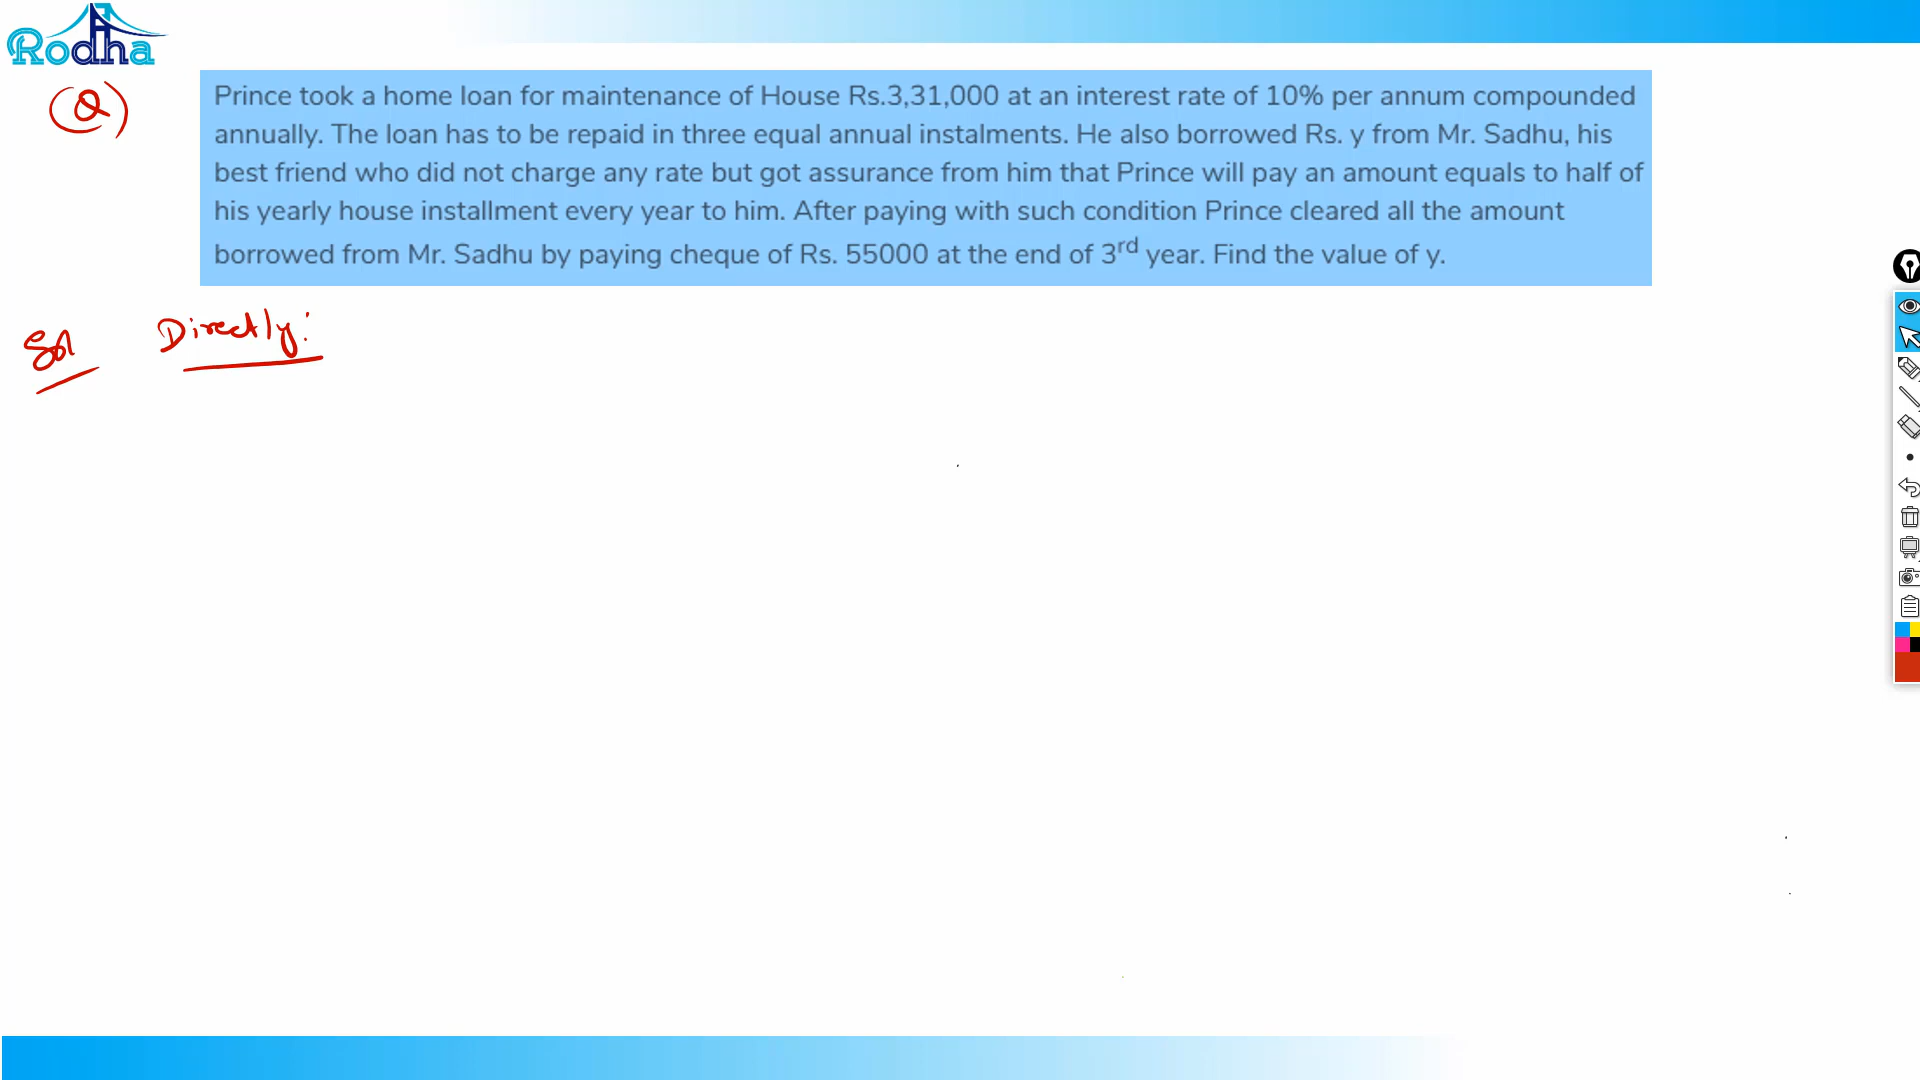 Rodha
(Q)
Prince took a home loan for maintenance of House Rs.3,31,000 at an interest rate of 10% per annum compounded
annually. The loan has to be repaid in three equal annual instalments. He also borrowed Rs. y from Mr. Sadhu, his
best friend who did not charge any rate but got assurance from him that Prince will pay an amount equals to half of
his yearly house installment every year to him. After paying with such condition Prince cleared all the amount
borrowed from Mr. Sadhu by paying cheque of Rs. 55000 at the end of 3rd year. Find the value of y.
Sol Directly: